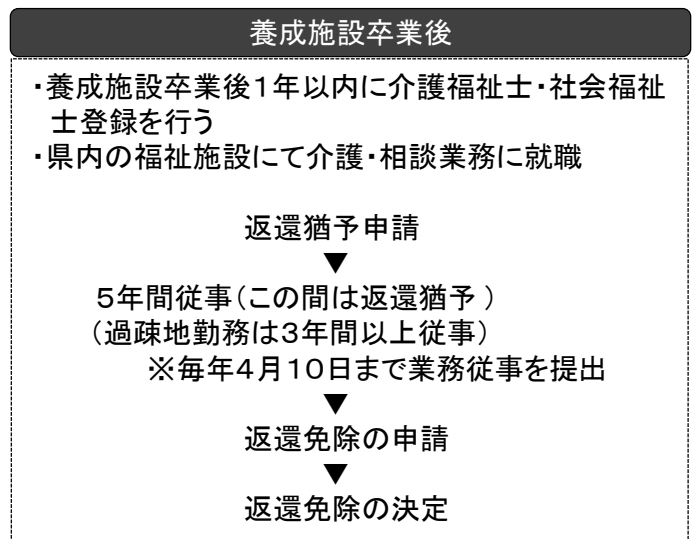 養成施設卒業後
・養成施設卒業後1年以内に介護福祉士・社会福祉
士登録を行う
・県内の福祉施設にて介護・相談業務に就職
返還猶予申請
▼
5年間従事(この間は返還猶予 )
(過疎地勤務は3年間以上従事)
※毎年4月10日まで業務従事を提出
▼
返還免除の申請
▼
返還免除の決定